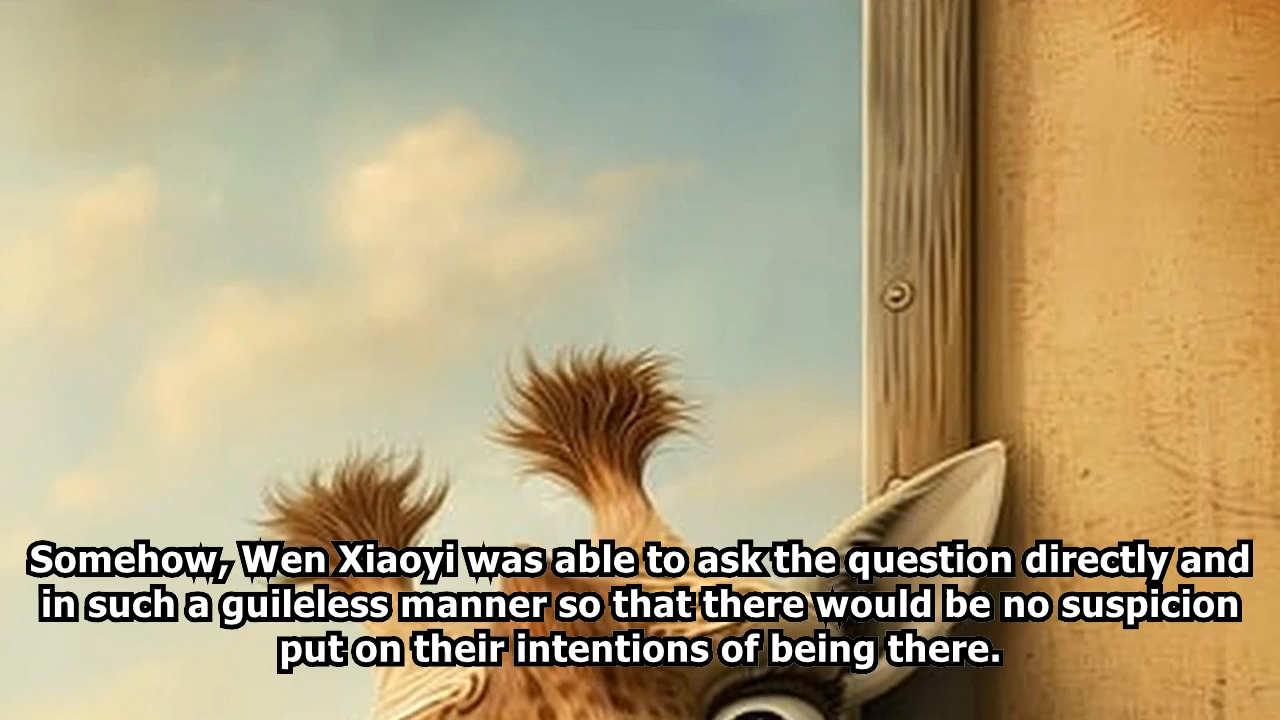 Somehow, Wen Xiaoyi was able to ask the question directly and
in such a guileless manner so that there would be no suspicion
put on their intentions of being there.